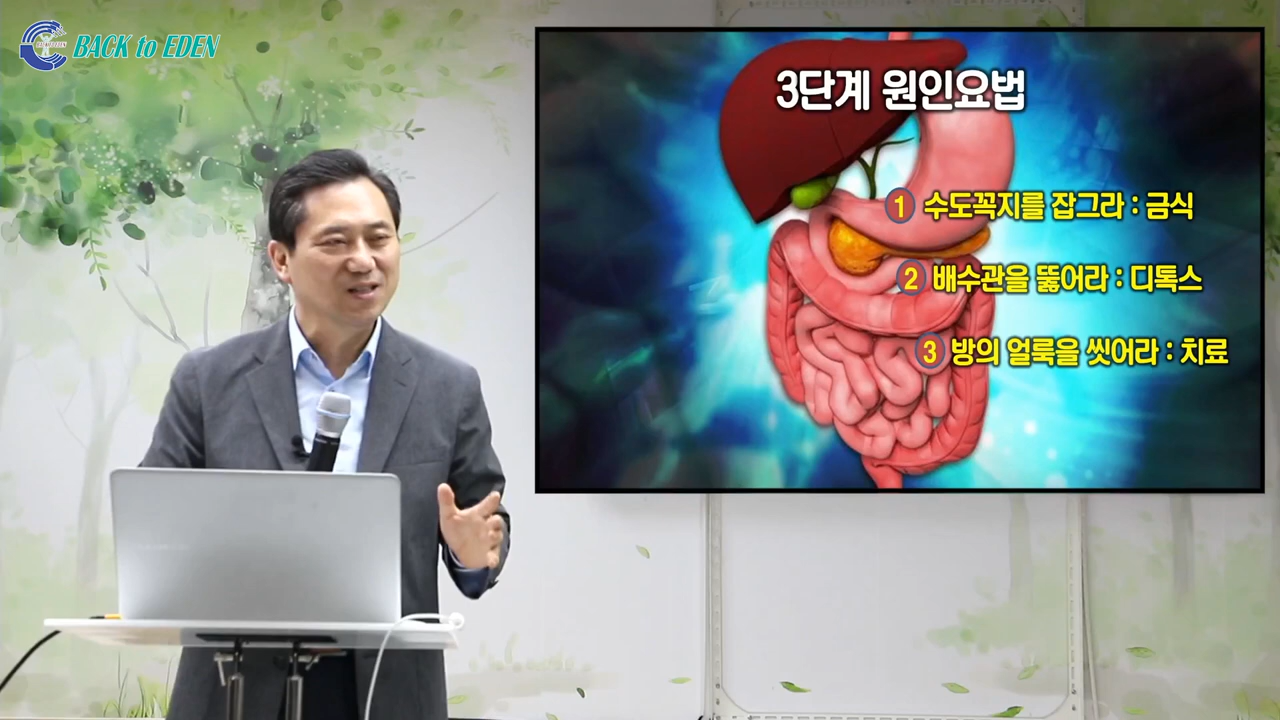 BACK to EDEN
3단계 원인요법
1 수도꼭지를 잡그라 : 금식
2 배수관을 뚫어라 : 디톡스
3 방의 얼룩을 씻어라 : 치료